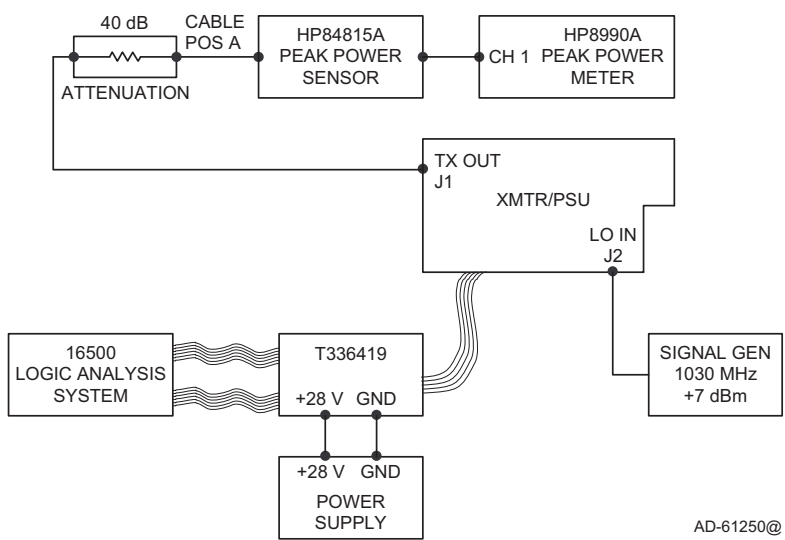 40 dB
CABLE
POS A
ATTENUATION
HP84815A
PEAK POWER
SENSOR
HP8990A
CH 1 PEAK POWER
METER
TX OUT
J1
XMTR/PSU
LO IN
J2
16500
LOGIC ANALYSIS
SYSTEM
T336419
+28 V GND
SIGNAL GEN
1030 MHz
+7 dBm
+28 V GND
POWER
SUPPLY
AD-61250@